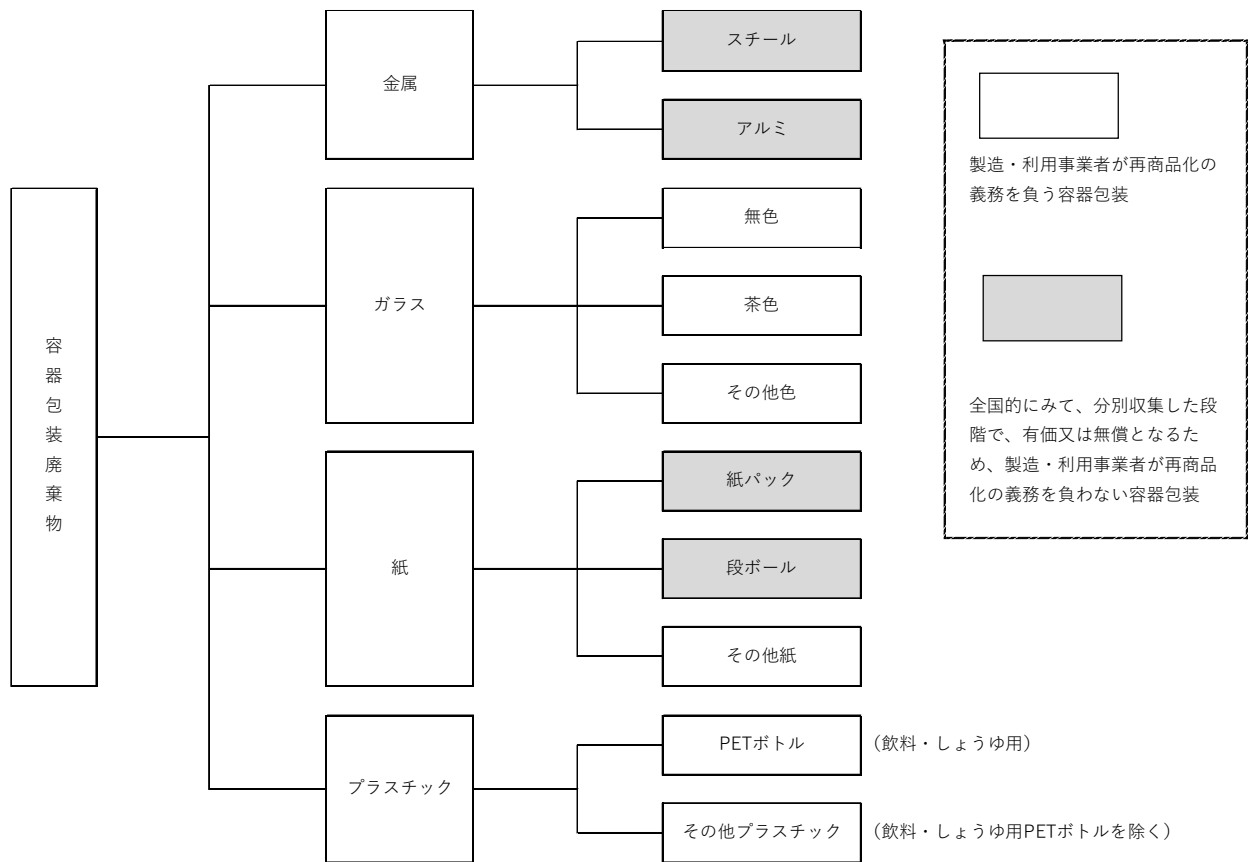 容器包装廃棄物
金属
スチール
アルミ
ガラス
無色
茶色
その他色
紙
紙パック
段ボール
その他紙
プラスチック
PETボトル
（飲料・しょうゆ用）
その他プラスチック
（飲料・しょうゆ用PETボトルを除く）
製造・利用事業者が再商品化の
義務を負う容器包装
全国的にみて、分別収集した段
階で、有価又は無償となるた
め、製造・利用事業者が再商品
化の義務を負わない容器包装